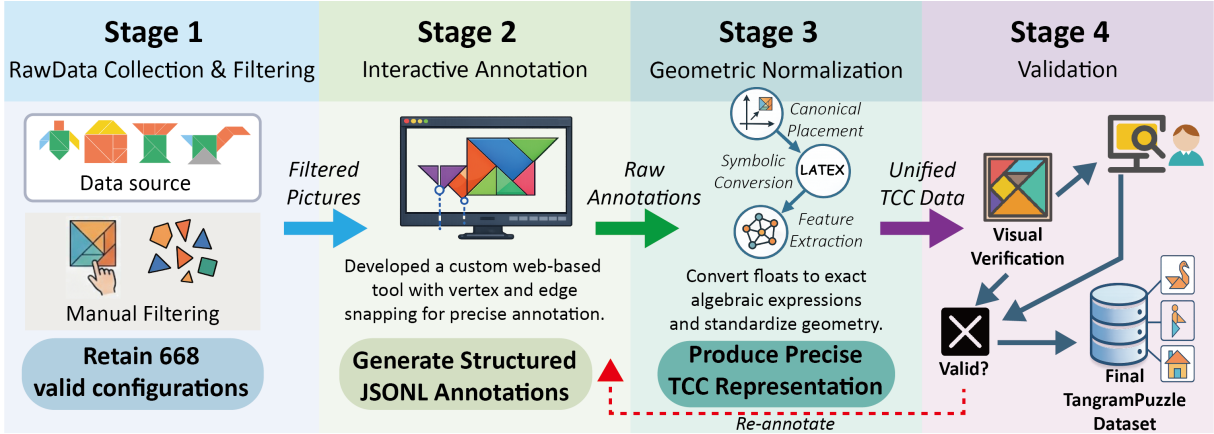 Stage 1
RawData Collection & Filtering
Data source
Manual Filtering
Retain 668
valid configurations
Filtered
Pictures
Stage 2
Interactive Annotation
Developed a custom web-based
tool with vertex and edge
snapping for precise annotation.
Generate Structured
JSONL Annotations
Raw
Annotations
Stage 3
Geometric Normalization
Canonical
Placement
Symbolic
Conversion
LATEX
Feature
Extraction
Convert floats to exact
algebraic expressions
and standardize geometry.
Produce Precise
TCC Representation
Unified
TCC Data
Stage 4
Validation
Visual
Verification
Valid?
Final
TangramPuzzle
Dataset
Re-annotate